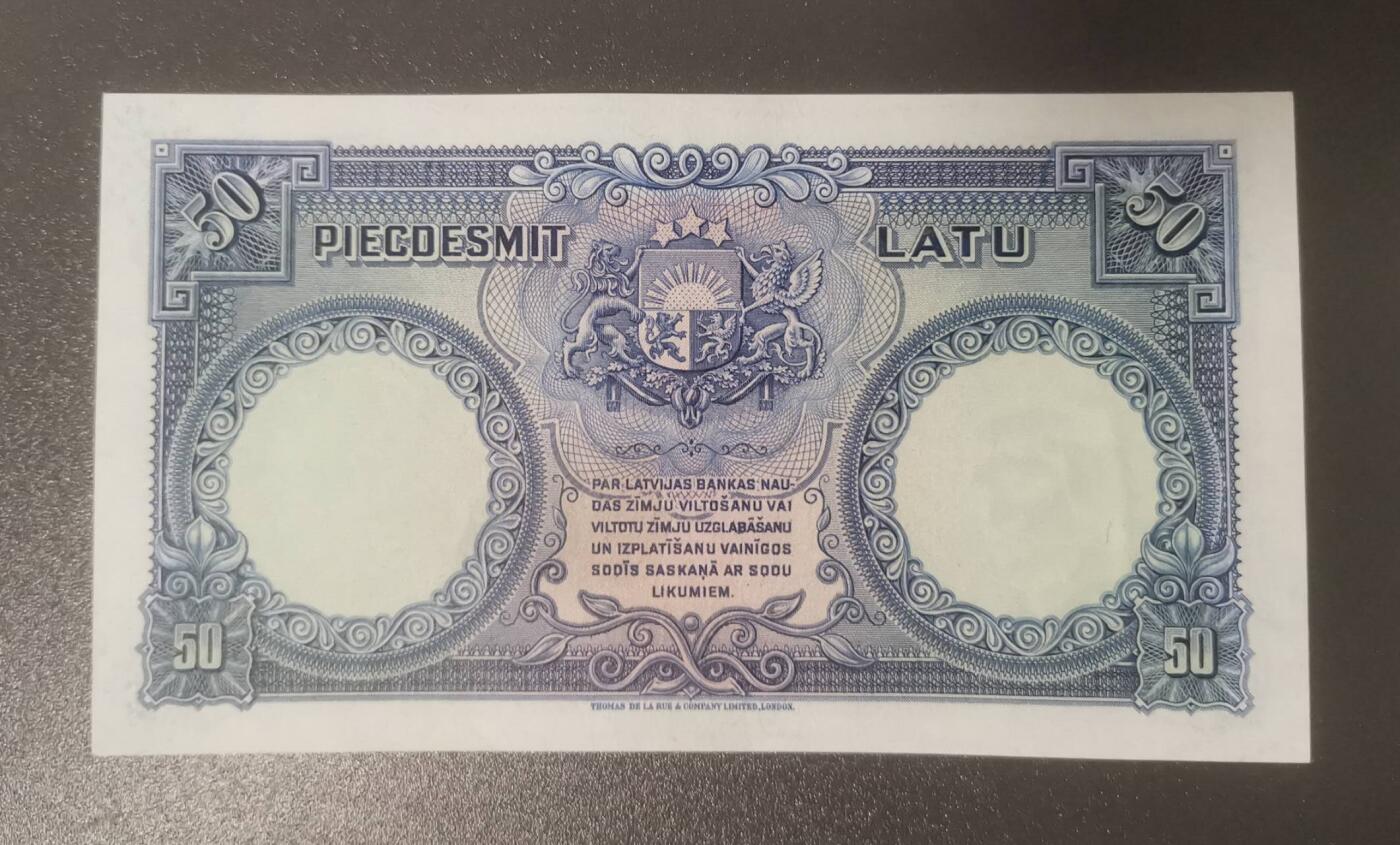 50
50
PIECDESMIT LATU
PAR LATVIJAS BANKAS NAU-
DAS ZĪMJU VILTOŠANU VAI
VILTOTU ZĪMJU UZGLABĀŠANU
UN IZPLATĪŠANU VAINĪGOS
SODĪS SASKAŅĀ AR SODU
LIKUMIEM.
50
50
THOMAS DE LA RUE & COMPANY LIMITED, LONDON.